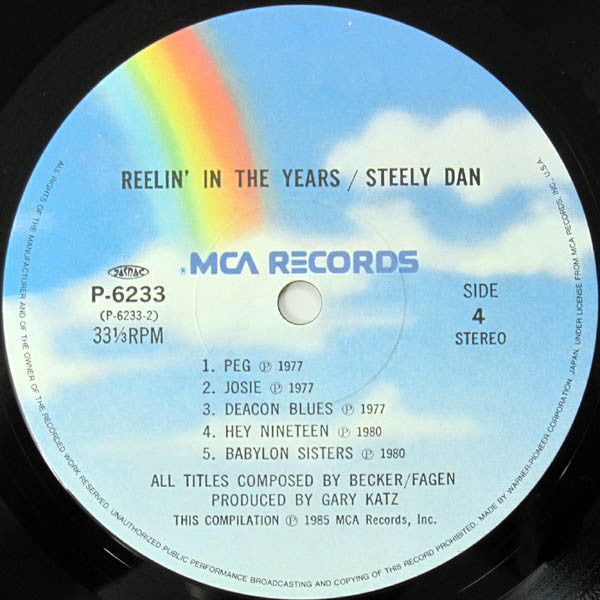 REELIN' IN THE YEARS / STEELY DAN
MCA RECORDS
P-6233
(P-6233-2)
33⅓RPM
SIDE
4
STEREO
1. PEG ℗ 1977
2. JOSIE ℗ 1977
3. DEACON BLUES ℗ 1977
4. HEY NINETEEN ℗ 1980
5. BABYLON SISTERS ℗ 1980
ALL TITLES COMPOSED BY BECKER/FAGEN
PRODUCED BY GARY KATZ
THIS COMPILATION ℗ 1985 MCA Records, Inc.
ALL RIGHTS OF THE MANUFACTURER AND OF THE OWNER OF THE RECORDED WORK RESERVED. UNAUTHORIZED PUBLIC PERFORMANCE BROADCASTING AND COPYING OF THIS RECORD PROHIBITED. MADE BY WARNER-PIONEER CORPORATION JAPAN, UNDER LICENSE FROM MCA RECORDS, INC., U.S.A.